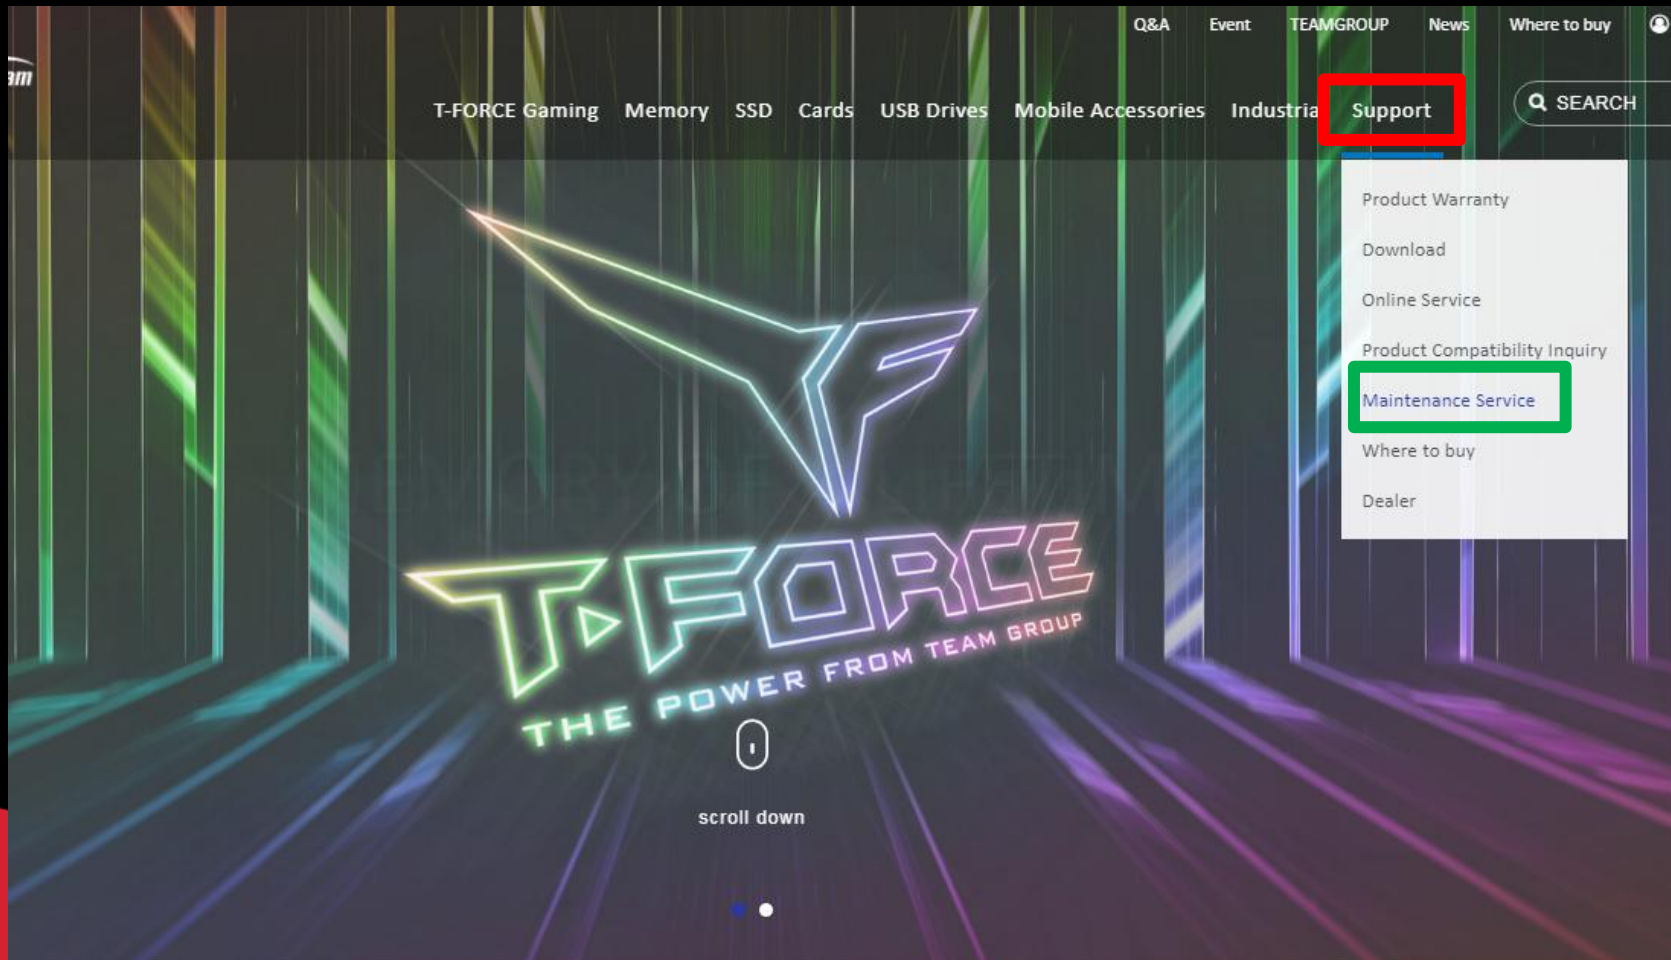 Q&A Event TEAMGROUP News Where to buy
T-FORCE Gaming Memory SSD Cards USB Drives Mobile Accessories Industrial Support SEARCH
Product Warranty
Download
Online Service
Product Compatibility Inquiry
Maintenance Service
Where to buy
Dealer
T-FORCE
THE POWER FROM TEAM GROUP
scroll down